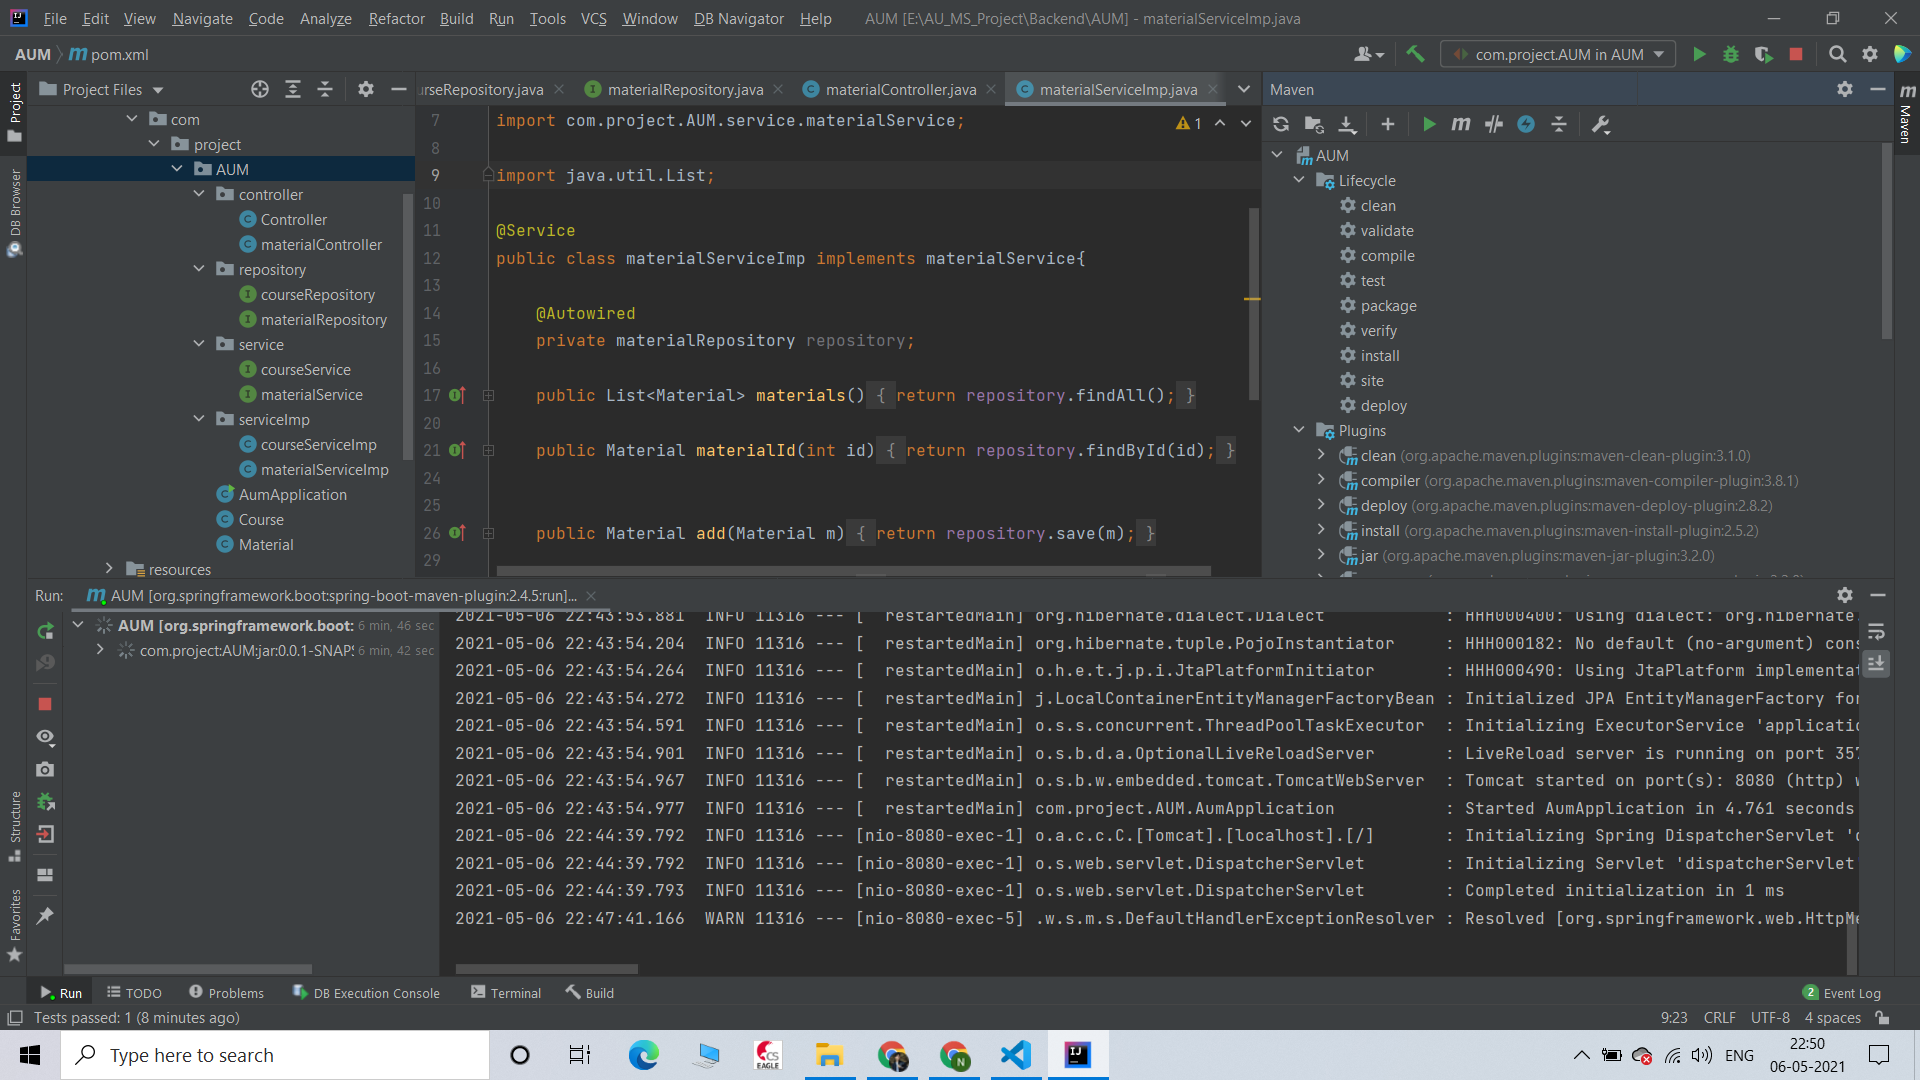 File Edit View Navigate Code Analyze Refactor Build Run Tools VCS Window DB Navigator Help AUM [E:\AU_MS_Project\Backend\AUM] - materialServiceImp.java
AUM pom.xml com.project.AUM in AUM
Project Files urseRepository.java materialRepository.java materialController.java materialServiceImp.java Maven
Project
DB Browser
Structure
Favorites
Maven
com
project
AUM
controller
Controller
materialController
repository
courseRepository
materialRepository
service
courseService
materialService
serviceImp
courseServiceImp
materialServiceImp
AumApplication
Course
Material
resources
1
7 import com.project.AUM.service.materialService;
8
9 import java.util.List;
10
11 @Service
12 public class materialServiceImp implements materialService{
13
14 @Autowired
15 private materialRepository repository;
16
17 public List<Material> materials() { return repository.findAll(); }
20
21 public Material materialId(int id) { return repository.findById(id); }
24
25
26 public Material add(Material m) { return repository.save(m); }
29
AUM
Lifecycle
clean
validate
compile
test
package
verify
install
site
deploy
Plugins
clean (org.apache.maven.plugins:maven-clean-plugin:3.1.0)
compiler (org.apache.maven.plugins:maven-compiler-plugin:3.8.1)
deploy (org.apache.maven.plugins:maven-deploy-plugin:2.8.2)
install (org.apache.maven.plugins:maven-install-plugin:2.5.2)
jar (org.apache.maven.plugins:maven-jar-plugin:3.2.0)
Run: AUM [org.springframework.boot:spring-boot-maven-plugin:2.4.5:run]...
AUM [org.springframework.boot: 6 min, 46 sec
com.project:AUM:jar:0.0.1-SNAPS 6 min, 42 sec
2021-05-06 22:43:53.881 INFO 11316 --- [ restartedMain] org.hibernate.dialect.Dialect : HHH000400: Using dialect: org.hibernate.
2021-05-06 22:43:54.204 INFO 11316 --- [ restartedMain] org.hibernate.tuple.PojoInstantiator : HHH000182: No default (no-argument) cons
2021-05-06 22:43:54.264 INFO 11316 --- [ restartedMain] o.h.e.t.j.p.i.JtaPlatformInitiator : HHH000490: Using JtaPlatform implementat
2021-05-06 22:43:54.272 INFO 11316 --- [ restartedMain] j.LocalContainerEntityManagerFactoryBean : Initialized JPA EntityManagerFactory for
2021-05-06 22:43:54.591 INFO 11316 --- [ restartedMain] o.s.s.concurrent.ThreadPoolTaskExecutor : Initializing ExecutorService 'applicatio
2021-05-06 22:43:54.901 INFO 11316 --- [ restartedMain] o.s.b.d.a.OptionalLiveReloadServer : LiveReload server is running on port 357
2021-05-06 22:43:54.967 INFO 11316 --- [ restartedMain] o.s.b.w.embedded.tomcat.TomcatWebServer : Tomcat started on port(s): 8080 (http) w
2021-05-06 22:43:54.977 INFO 11316 --- [ restartedMain] com.project.AUM.AumApplication : Started AumApplication in 4.761 seconds
2021-05-06 22:44:39.792 INFO 11316 --- [nio-8080-exec-1] o.a.c.c.C.[Tomcat].[localhost].[/] : Initializing Spring DispatcherServlet 'd
2021-05-06 22:44:39.792 INFO 11316 --- [nio-8080-exec-1] o.s.web.servlet.DispatcherServlet : Initializing Servlet 'dispatcherServlet
2021-05-06 22:44:39.793 INFO 11316 --- [nio-8080-exec-1] o.s.web.servlet.DispatcherServlet : Completed initialization in 1 ms
2021-05-06 22:47:41.166 WARN 11316 --- [nio-8080-exec-5] .w.s.m.s.DefaultHandlerExceptionResolver : Resolved [org.springframework.web.HttpMe
Run TODO Problems DB Execution Console Terminal Build 2 Event Log
Tests passed: 1 (8 minutes ago) 9:23 CRLF UTF-8 4 spaces
Type here to search CS EAGLE N IJ ENG 22:50
06-05-2021